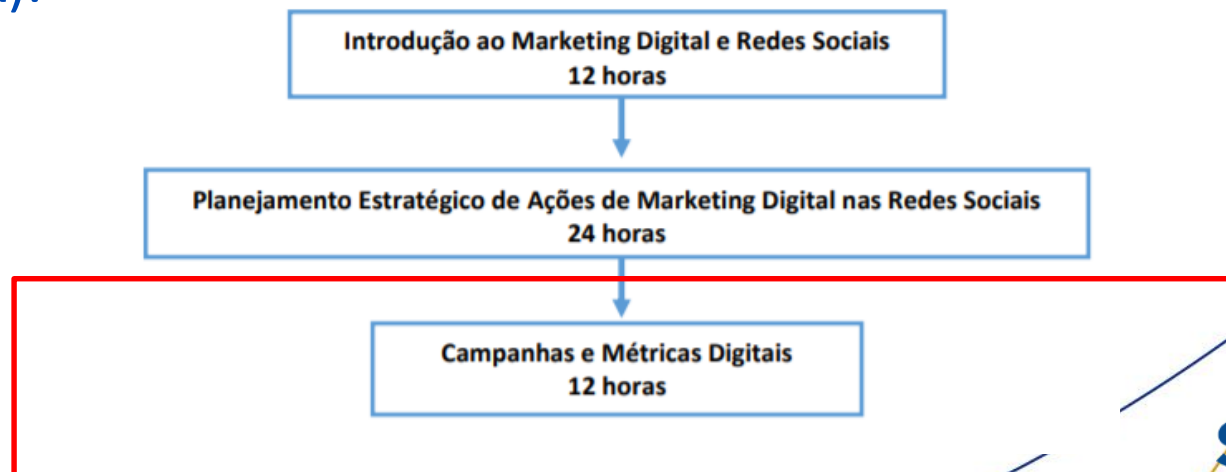 Introdução ao Marketing Digital e Redes Sociais
12 horas
Planejamento Estratégico de Ações de Marketing Digital nas Redes Sociais
24 horas
Campanhas e Métricas Digitais
12 horas